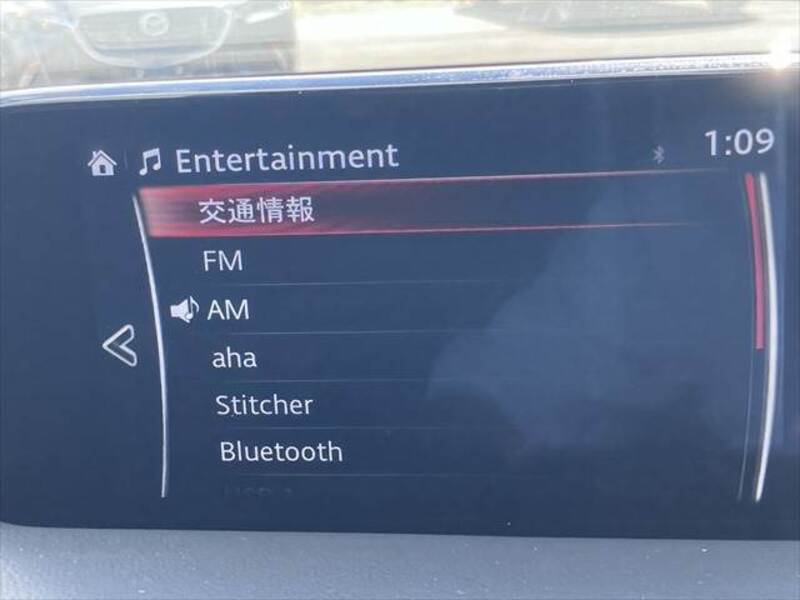 Entertainment
1:09
交通情報
FM
AM
aha
Stitcher
Bluetooth